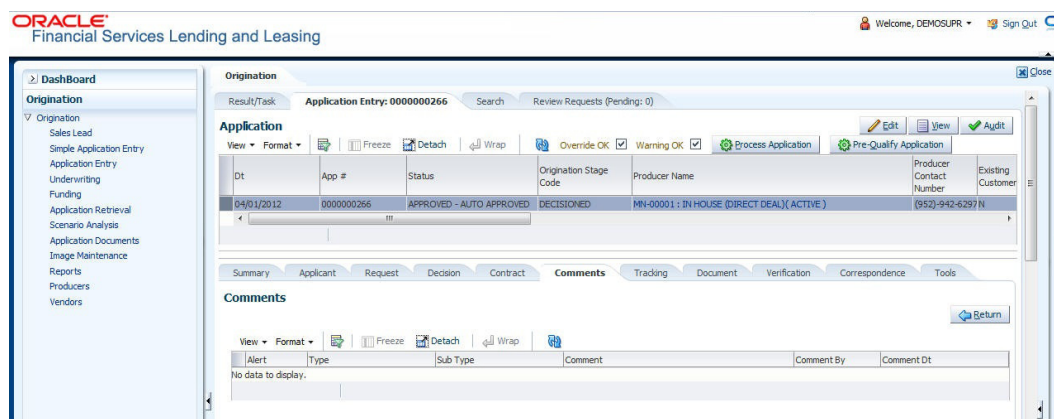 ORACLE®
Financial Services Lending and Leasing
Welcome, DEMOSUPR
Sign Out
DashBoard
Origination
Origination
Sales Lead
Simple Application Entry
Application Entry
Underwriting
Funding
Application Retrieval
Scenario Analysis
Application Documents
Image Maintenance
Reports
Producers
Vendors
Origination
Close
Result/Task
Application Entry: 0000000266
Search
Review Requests (Pending: 0)
Application
Edit
View
Audit
View Format Freeze Detach Wrap Override OK Warning OK Process Application Pre-Qualify Application
Dt
App #
Status
Origination Stage
Code
Producer Name
Producer
Contact
Number
Existing
Customer
04/01/2012 0000000266 APPROVED - AUTO APPROVED DECISIONED MN-00001 : IN HOUSE (DIRECT DEAL)( ACTIVE ) (952)-942-6297 N
Summary Applicant Request Decision Contract Comments Tracking Document Verification Correspondence Tools
Comments
Return
View Format Freeze Detach Wrap
Alert Type Sub Type Comment Comment By Comment Dt
No data to display.